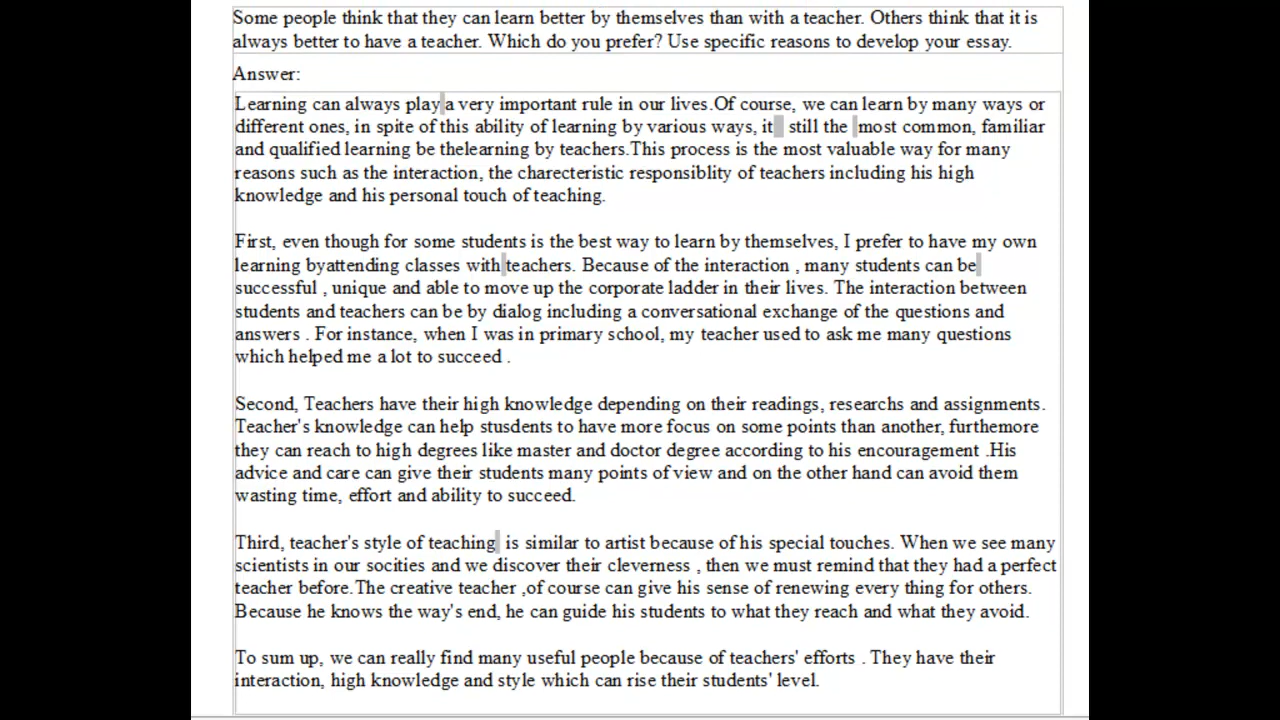 Some people think that they can learn better by themselves than with a teacher. Others think that it is
always better to have a teacher. Which do you prefer? Use specific reasons to develop your essay.
Answer:
Learning can always play a very important rule in our lives.Of course, we can learn by many ways or
different ones, in spite of this ability of learning by various ways, it still the most common, familiar
and qualified learning be thelearning by teachers.This process is the most valuable way for many
reasons such as the interaction, the charecteristic responsiblity of teachers including his high
knowledge and his personal touch of teaching.
First, even though for some students is the best way to learn by themselves, I prefer to have my own
learning byattending classes with teachers. Because of the interaction , many students can be
successful , unique and able to move up the corporate ladder in their lives. The interaction between
students and teachers can be by dialog including a conversational exchange of the questions and
answers . For instance, when I was in primary school, my teacher used to ask me many questions
which helped me a lot to succeed .
Second, Teachers have their high knowledge depending on their readings, researchs and assignments.
Teacher's knowledge can help stusdents to have more focus on some points than another, furthemore
they can reach to high degrees like master and doctor degree according to his encouragement .His
advice and care can give their students many points of view and on the other hand can avoid them
wasting time, effort and ability to succeed.
Third, teacher's style of teaching is similar to artist because of his special touches. When we see many
scientists in our socities and we discover their cleverness , then we must remind that they had a perfect
teacher before.The creative teacher ,of course can give his sense of renewing every thing for others.
Because he knows the way's end, he can guide his students to what they reach and what they avoid.
To sum up, we can really find many useful people because of teachers' efforts . They have their
interaction, high knowledge and style which can rise their students' level.